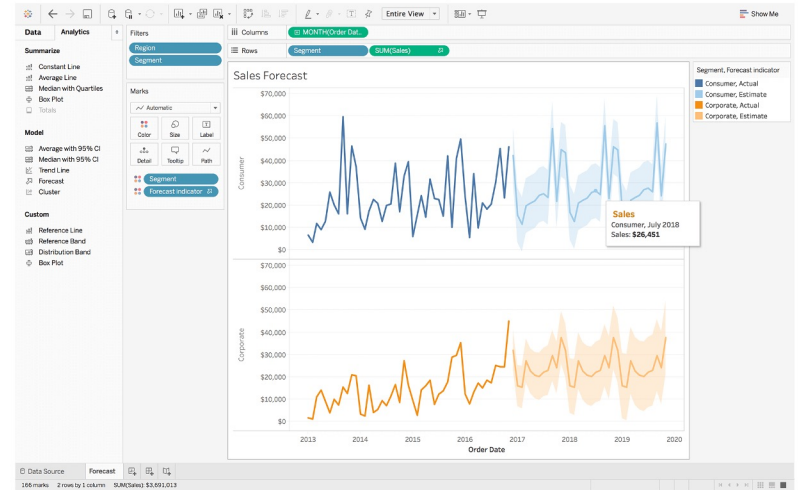 Entire View
Show Me
Data
Analytics
Summarize
Constant Line
Average Line
Median with Quartiles
Box Plot
Totals
Model
Average with 95% CI
Median with 95% CI
Trend Line
Forecast
Cluster
Custom
Reference Line
Reference Band
Distribution Band
Box Plot
Filters
Region
Segment
Marks
Automatic
Color
Size
Label
Detail
Tooltip
Path
Segment
Forecast indicator
Columns
MONTH(Order Dat..
Rows
Segment
SUM(Sales)
Sales Forecast
Consumer
$70,000
$60,000
$50,000
$40,000
$30,000
$20,000
$10,000
$0
Sales
Consumer, July 2018
Sales: $26,451
Corporate
$70,000
$60,000
$50,000
$40,000
$30,000
$20,000
$10,000
$0
2013 2014 2015 2016 2017 2018 2019 2020
Order Date
Segment, Forecast indicator
Consumer, Actual
Consumer, Estimate
Corporate, Actual
Corporate, Estimate
Data Source
Forecast
166 marks 2 rows by 1 column SUM(Sales): $3,691,013